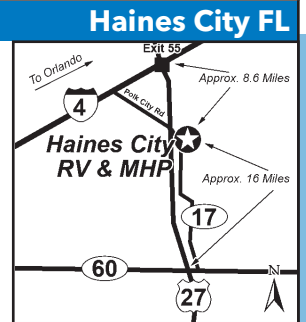 Haines City FL
Exit 55
To Orlando
Approx. 8.6 Miles
Polk City Rd
4
Haines City
RV & MHP
Approx. 16 Miles
17
60
N
27